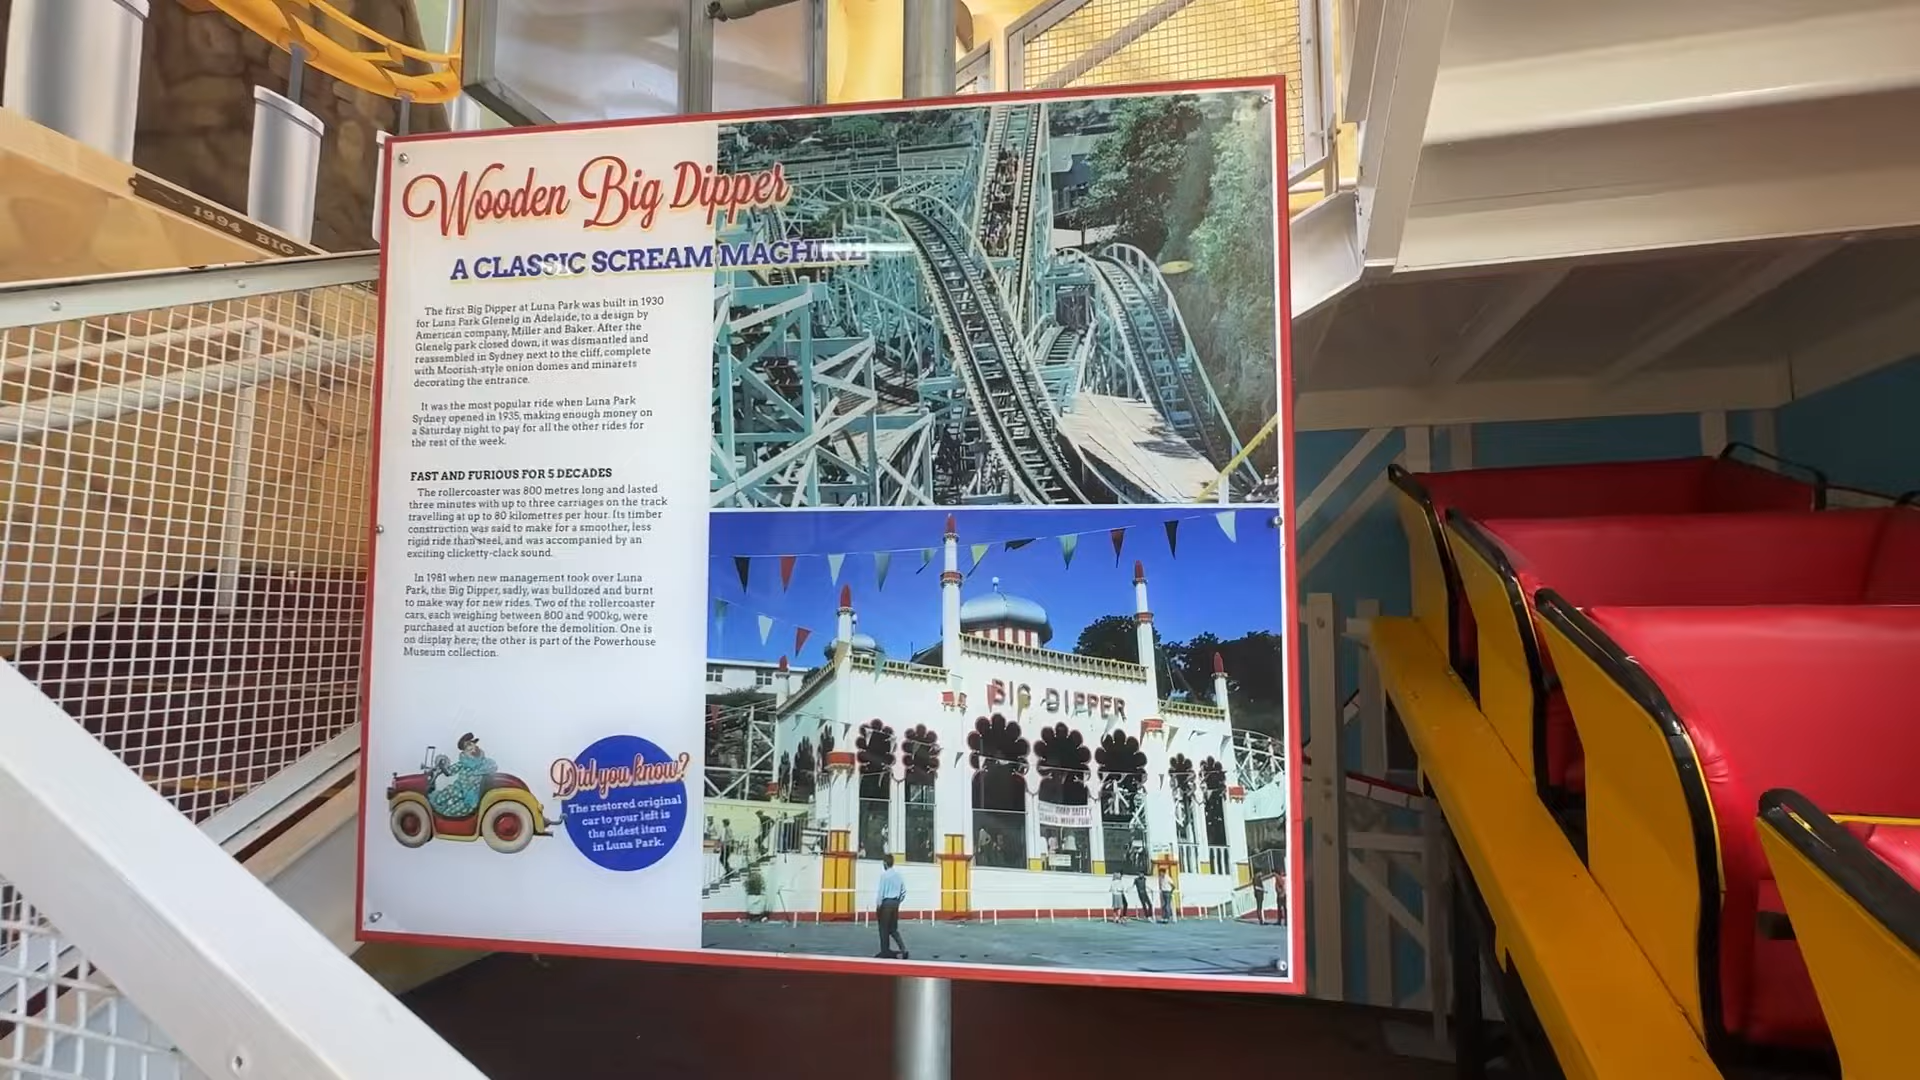 1994 BIG
Wooden Big Dipper
A CLASSIC SCREAM MACHINE
The first Big Dipper at Luna Park was built in 1930
for Luna Park Glenelg in Adelaide, to a design by
American company, Miller and Baker. After the
Glenelg park closed down, it was dismantled and
reassembled in Sydney next to the cliff, complete
with Moorish-style onion domes and minarets
decorating the entrance.
It was the most popular ride when Luna Park
Sydney opened in 1935, making enough money on
a Saturday night to pay for all the other rides for
the rest of the week.
FAST AND FURIOUS FOR 5 DECADES
The rollercoaster was 800 metres long and lasted
three minutes with up to three carriages on the track
travelling at up to 80 kilometres per hour. Its timber
construction was said to make for a smoother, less
rigid ride than steel, and was accompanied by an
exciting clicketty-clack sound.
In 1981 when new management took over Luna
Park, the Big Dipper, sadly, was bulldozed and burnt
to make way for new rides. Two of the rollercoaster
cars, each weighing between 800 and 900kg, were
purchased at auction before the demolition. One is
on display here; the other is part of the Powerhouse
Museum collection.
Did you know?
The restored original
car to your left is
the oldest item
in Luna Park.
BIG DIPPER